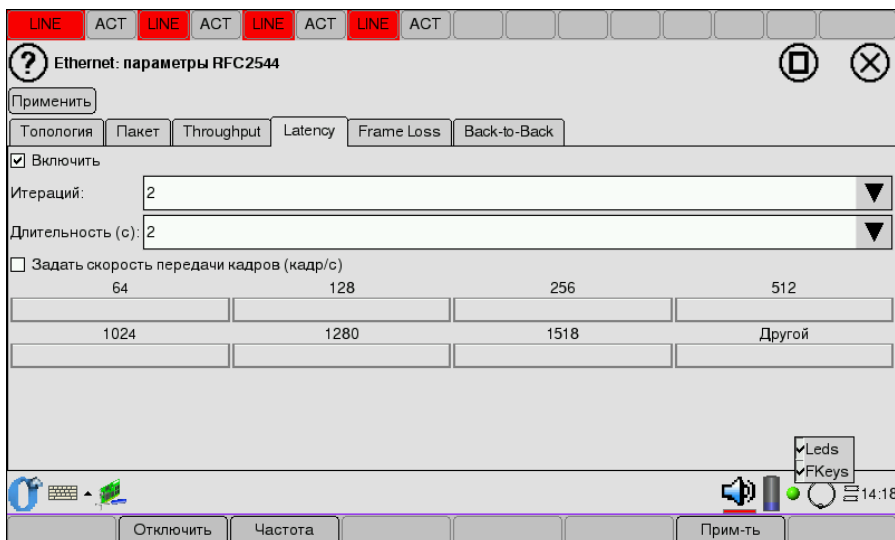 LINE ACT LINE ACT LINE ACT LINE ACT
? Ethernet: параметры RFC2544
Применить
Топология Пакет Throughput Latency Frame Loss Back-to-Back
Включить
Итераций: 2
Длительность (с): 2
Задать скорость передачи кадров (кадр/с)
64 128 256 512
1024 1280 1518 Другой
Leds
FKeys
14:18
Отключить Частота Прим-ть